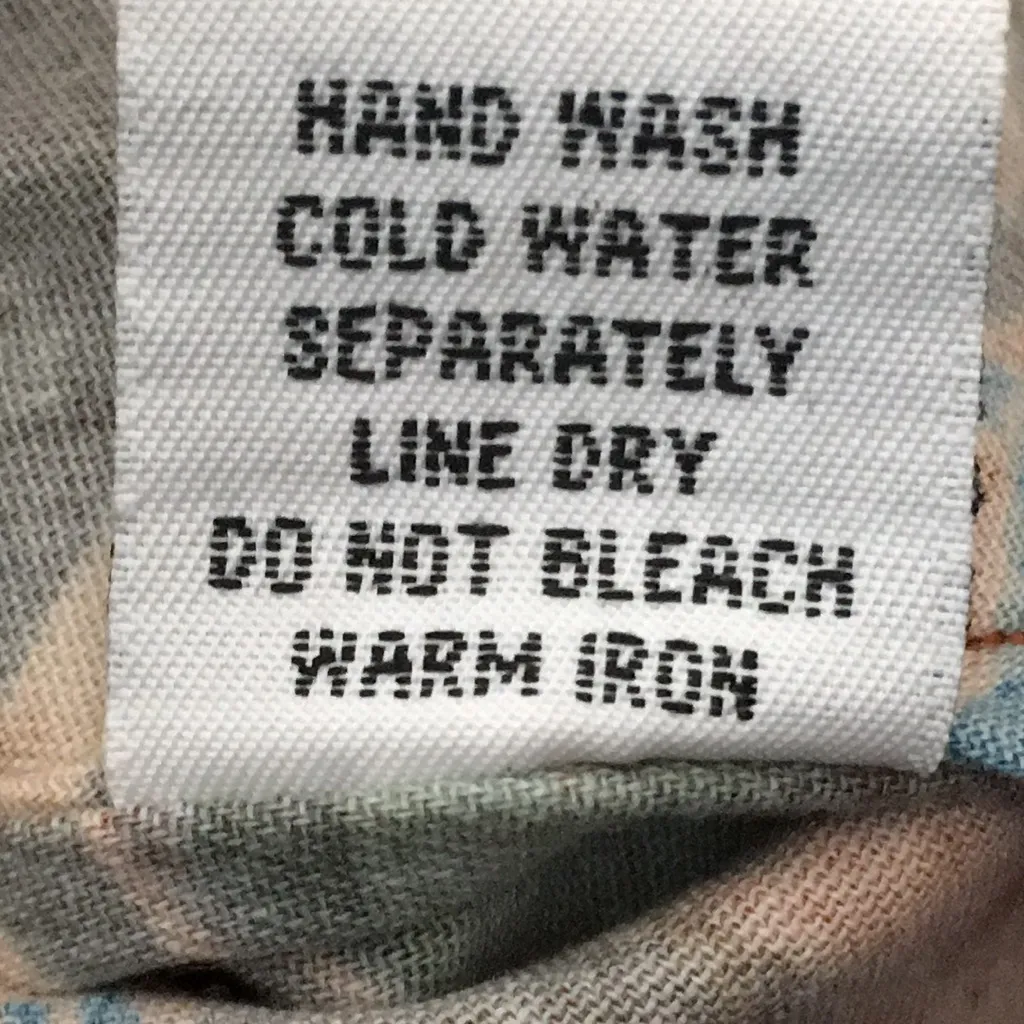 HAND WASH
COLD WATER
SEPARATELY
LINE DRY
DO NOT BLEACH
WARM IRON